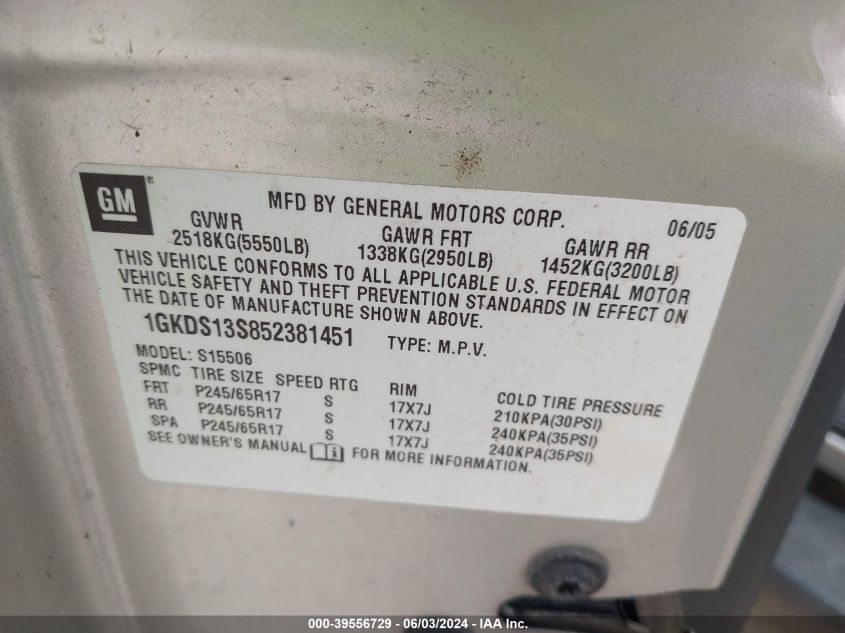 GM®
MFD BY GENERAL MOTORS CORP. 06/05
GVWR GAWR FRT GAWR RR
2518KG(5550LB) 1338KG(2950LB) 1452KG(3200LB)
THIS VEHICLE CONFORMS TO ALL APPLICABLE U.S. FEDERAL MOTOR
VEHICLE SAFETY AND THEFT PREVENTION STANDARDS IN EFFECT ON
THE DATE OF MANUFACTURE SHOWN ABOVE.
1GKDS13S852381451 TYPE: M.P.V.
MODEL: S15506
SPMC TIRE SIZE SPEED RTG RIM COLD TIRE PRESSURE
FRT P245/65R17 S 17X7J 210KPA(30PSI)
RR P245/65R17 S 17X7J 240KPA(35PSI)
SPA P245/65R17 S 17X7J 240KPA(35PSI)
SEE OWNER'S MANUAL FOR MORE INFORMATION.
000-39556729 - 06/03/2024 - IAA Inc.